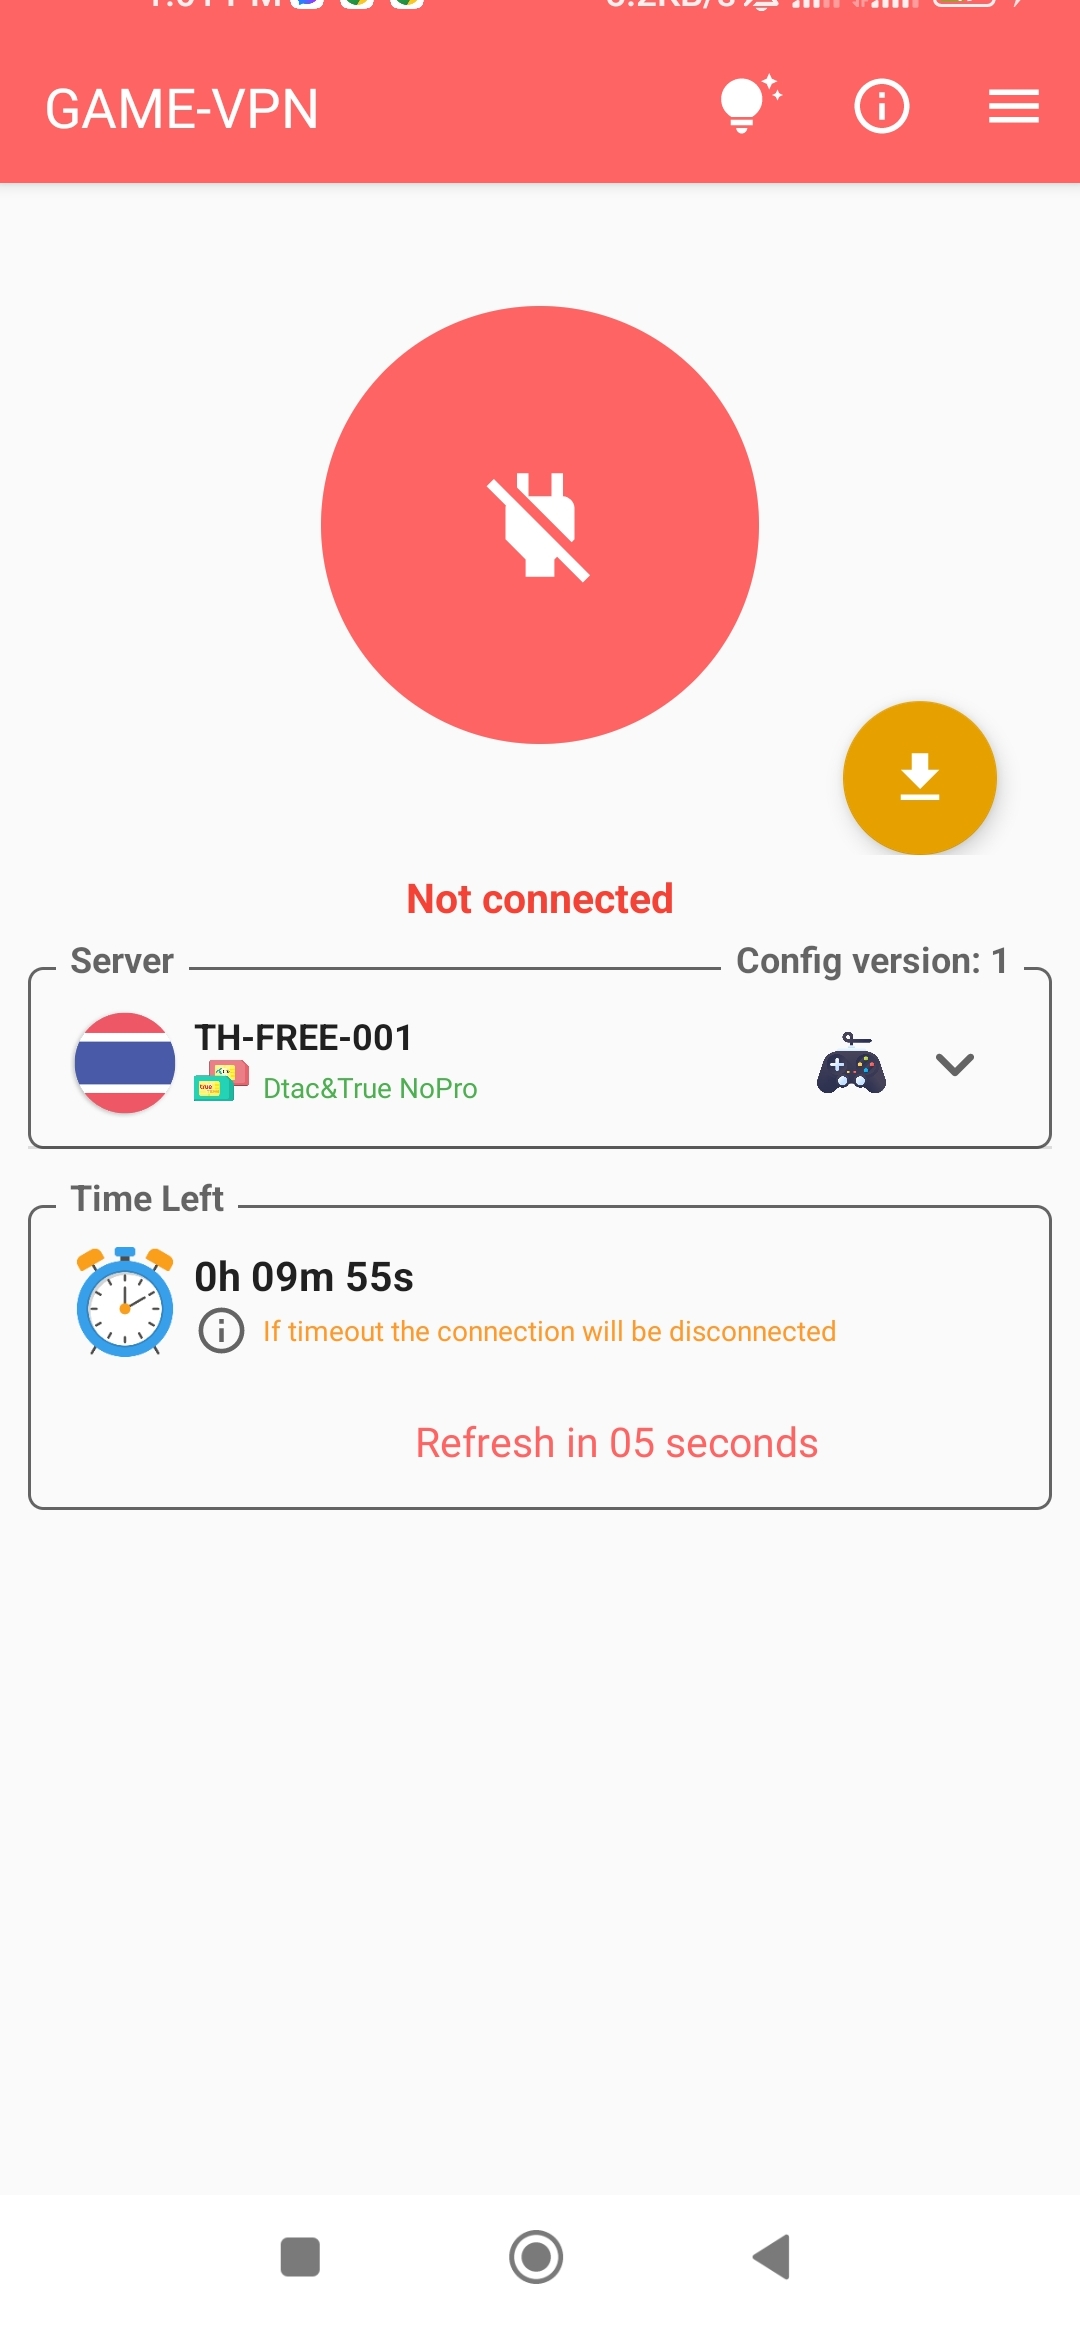 GAME-VPN
Not connected
Server
Config version: 1
TH-FREE-001
Dtac&True NoPro
Time Left
0h 09m 55s
If timeout the connection will be disconnected
Refresh in 05 seconds